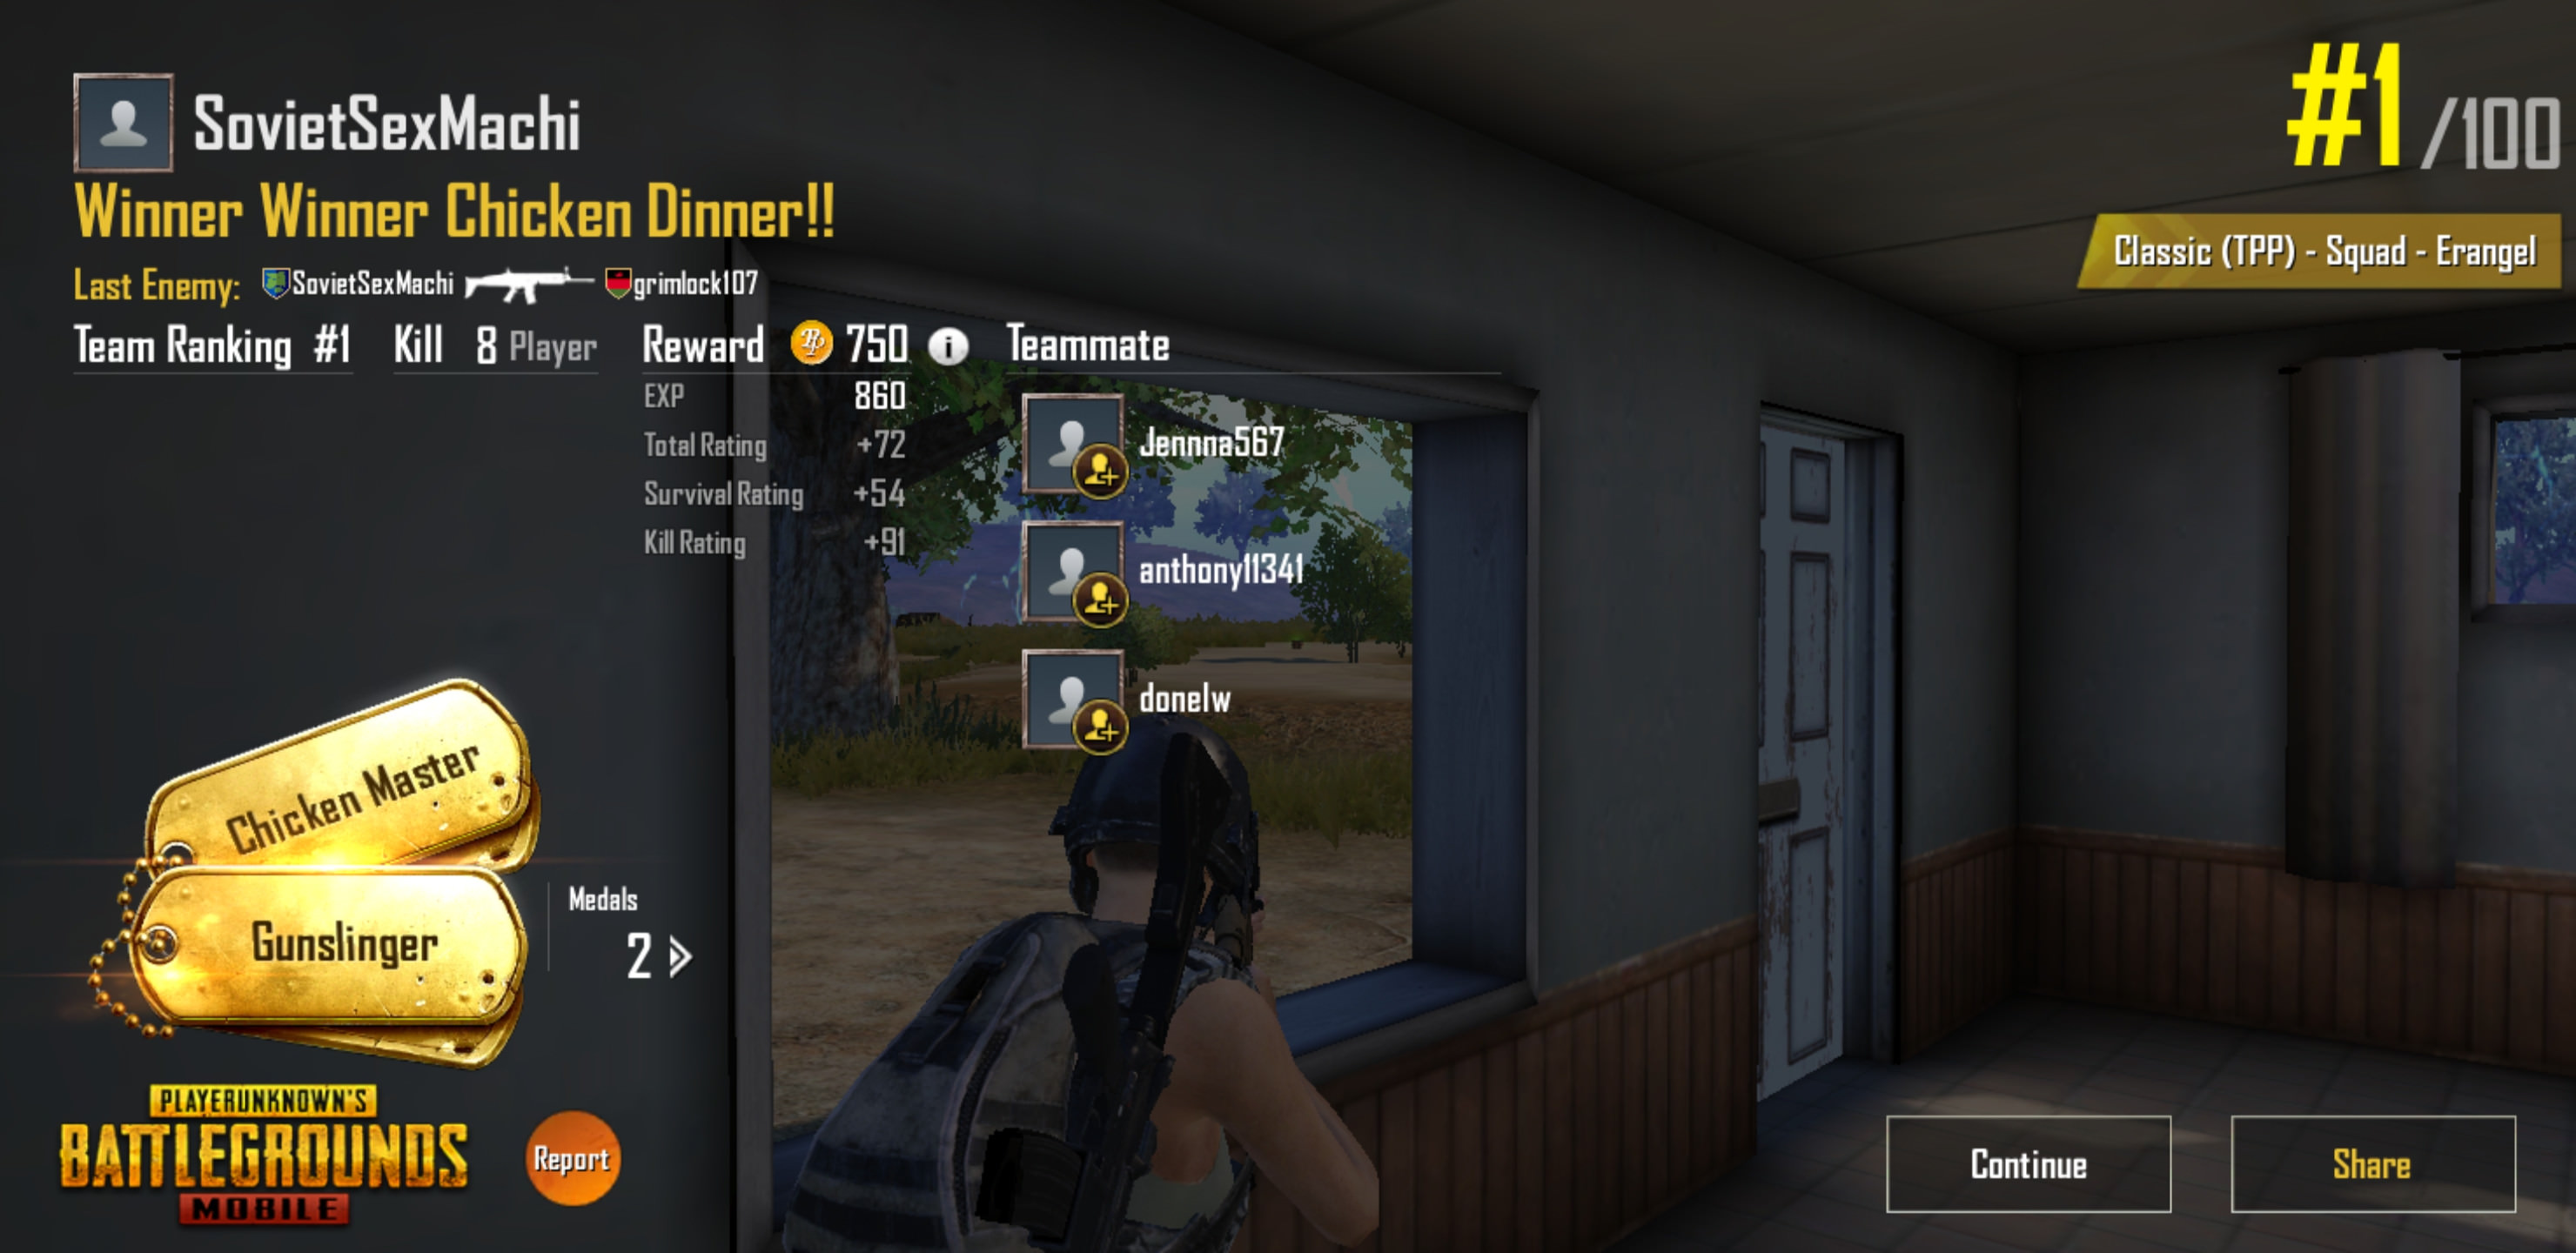 SovietSexMachi
#1/100
Winner Winner Chicken Dinner!!
Classic (TPP) - Squad - Erangel
Last Enemy: SovietSexMachi grimlock107
Team Ranking #1 Kill 8 Player Reward 750 i Teammate
EXP 860
Total Rating +72
Survival Rating +54
Kill Rating +91
Jennna567
anthony11341
donelw
Chicken Master
Gunslinger
Medals
2
PLAYERUNKNOWN'S
BATTLEGROUNDS
MOBILE
Report
Continue
Share